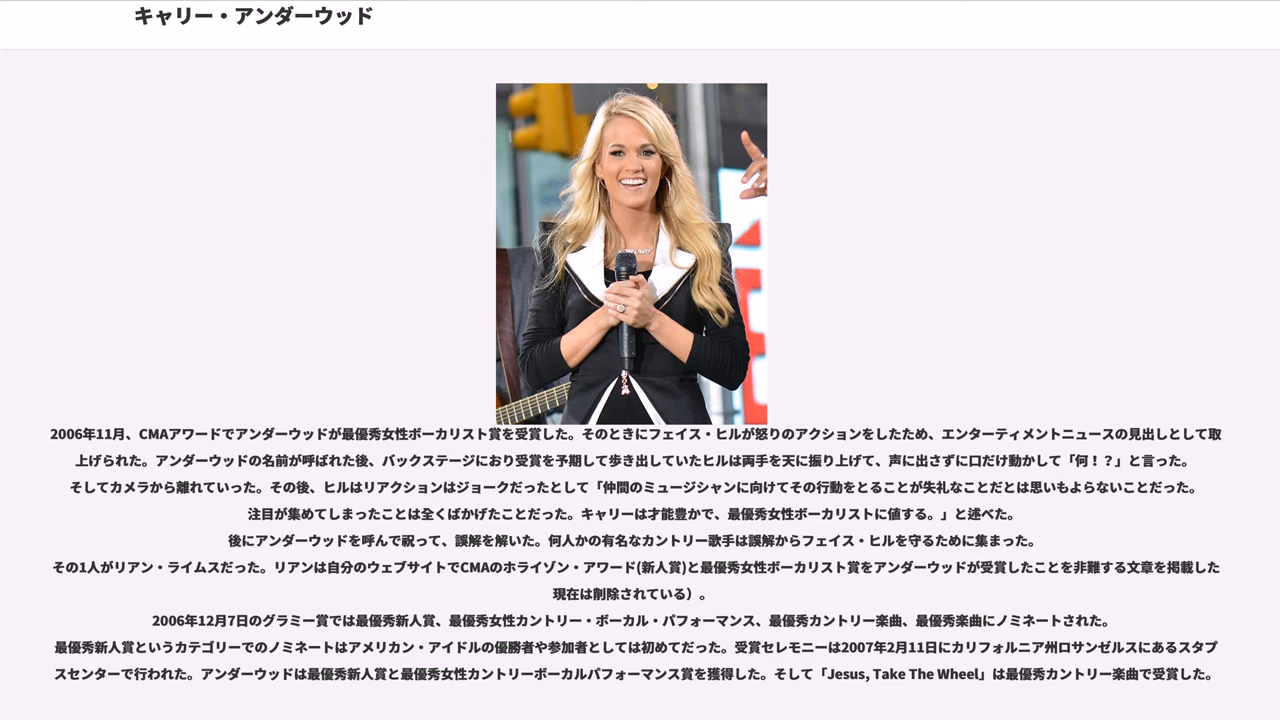 キャリー・アンダーウッド
2006年11月、CMAアワードでアンダーウッドが最優秀女性ボーカリスト賞を受賞した。そのときにフェイス・ヒルが怒りのアクションをしたため、エンターティメントニュースの見出しとして取
上げられた。アンダーウッドの名前が呼ばれた後、バックステージにおり受賞を予期して歩き出していたヒルは両手を天に振り上げて、声に出さずに口だけ動かして「何！？」と言った。
そしてカメラから離れていった。その後、ヒルはリアクションはジョークだったとして「仲間のミュージシャンに向けてその行動をとることが失礼なことだとは思いもよらないことだった。
注目が集めてしまったことは全くばかげたことだった。キャリーは才能豊かで、最優秀女性ボーカリストに値する。」と述べた。
後にアンダーウッドを呼んで祝って、誤解を解いた。何人かの有名なカントリー歌手は誤解からフェイス・ヒルを守るために集まった。
その1人がリアン・ライムスだった。リアンは自分のウェブサイトでCMAのホライゾン・アワード(新人賞)と最優秀女性ボーカリスト賞をアンダーウッドが受賞したことを非難する文章を掲載した
現在は削除されている）。
2006年12月7日のグラミー賞では最優秀新人賞、最優秀女性カントリー・ボーカル・パフォーマンス、最優秀カントリー楽曲、最優秀楽曲にノミネートされた。
最優秀新人賞というカテゴリーでのノミネートはアメリカン・アイドルの優勝者や参加者としては初めてだった。受賞セレモニーは2007年2月11日にカリフォルニア州ロサンゼルスにあるスタプ
スセンターで行われた。アンダーウッドは最優秀新人賞と最優秀女性カントリーボーカルパフォーマンス賞を獲得した。そして「Jesus, Take The Wheel」は最優秀カントリー楽曲で受賞した。